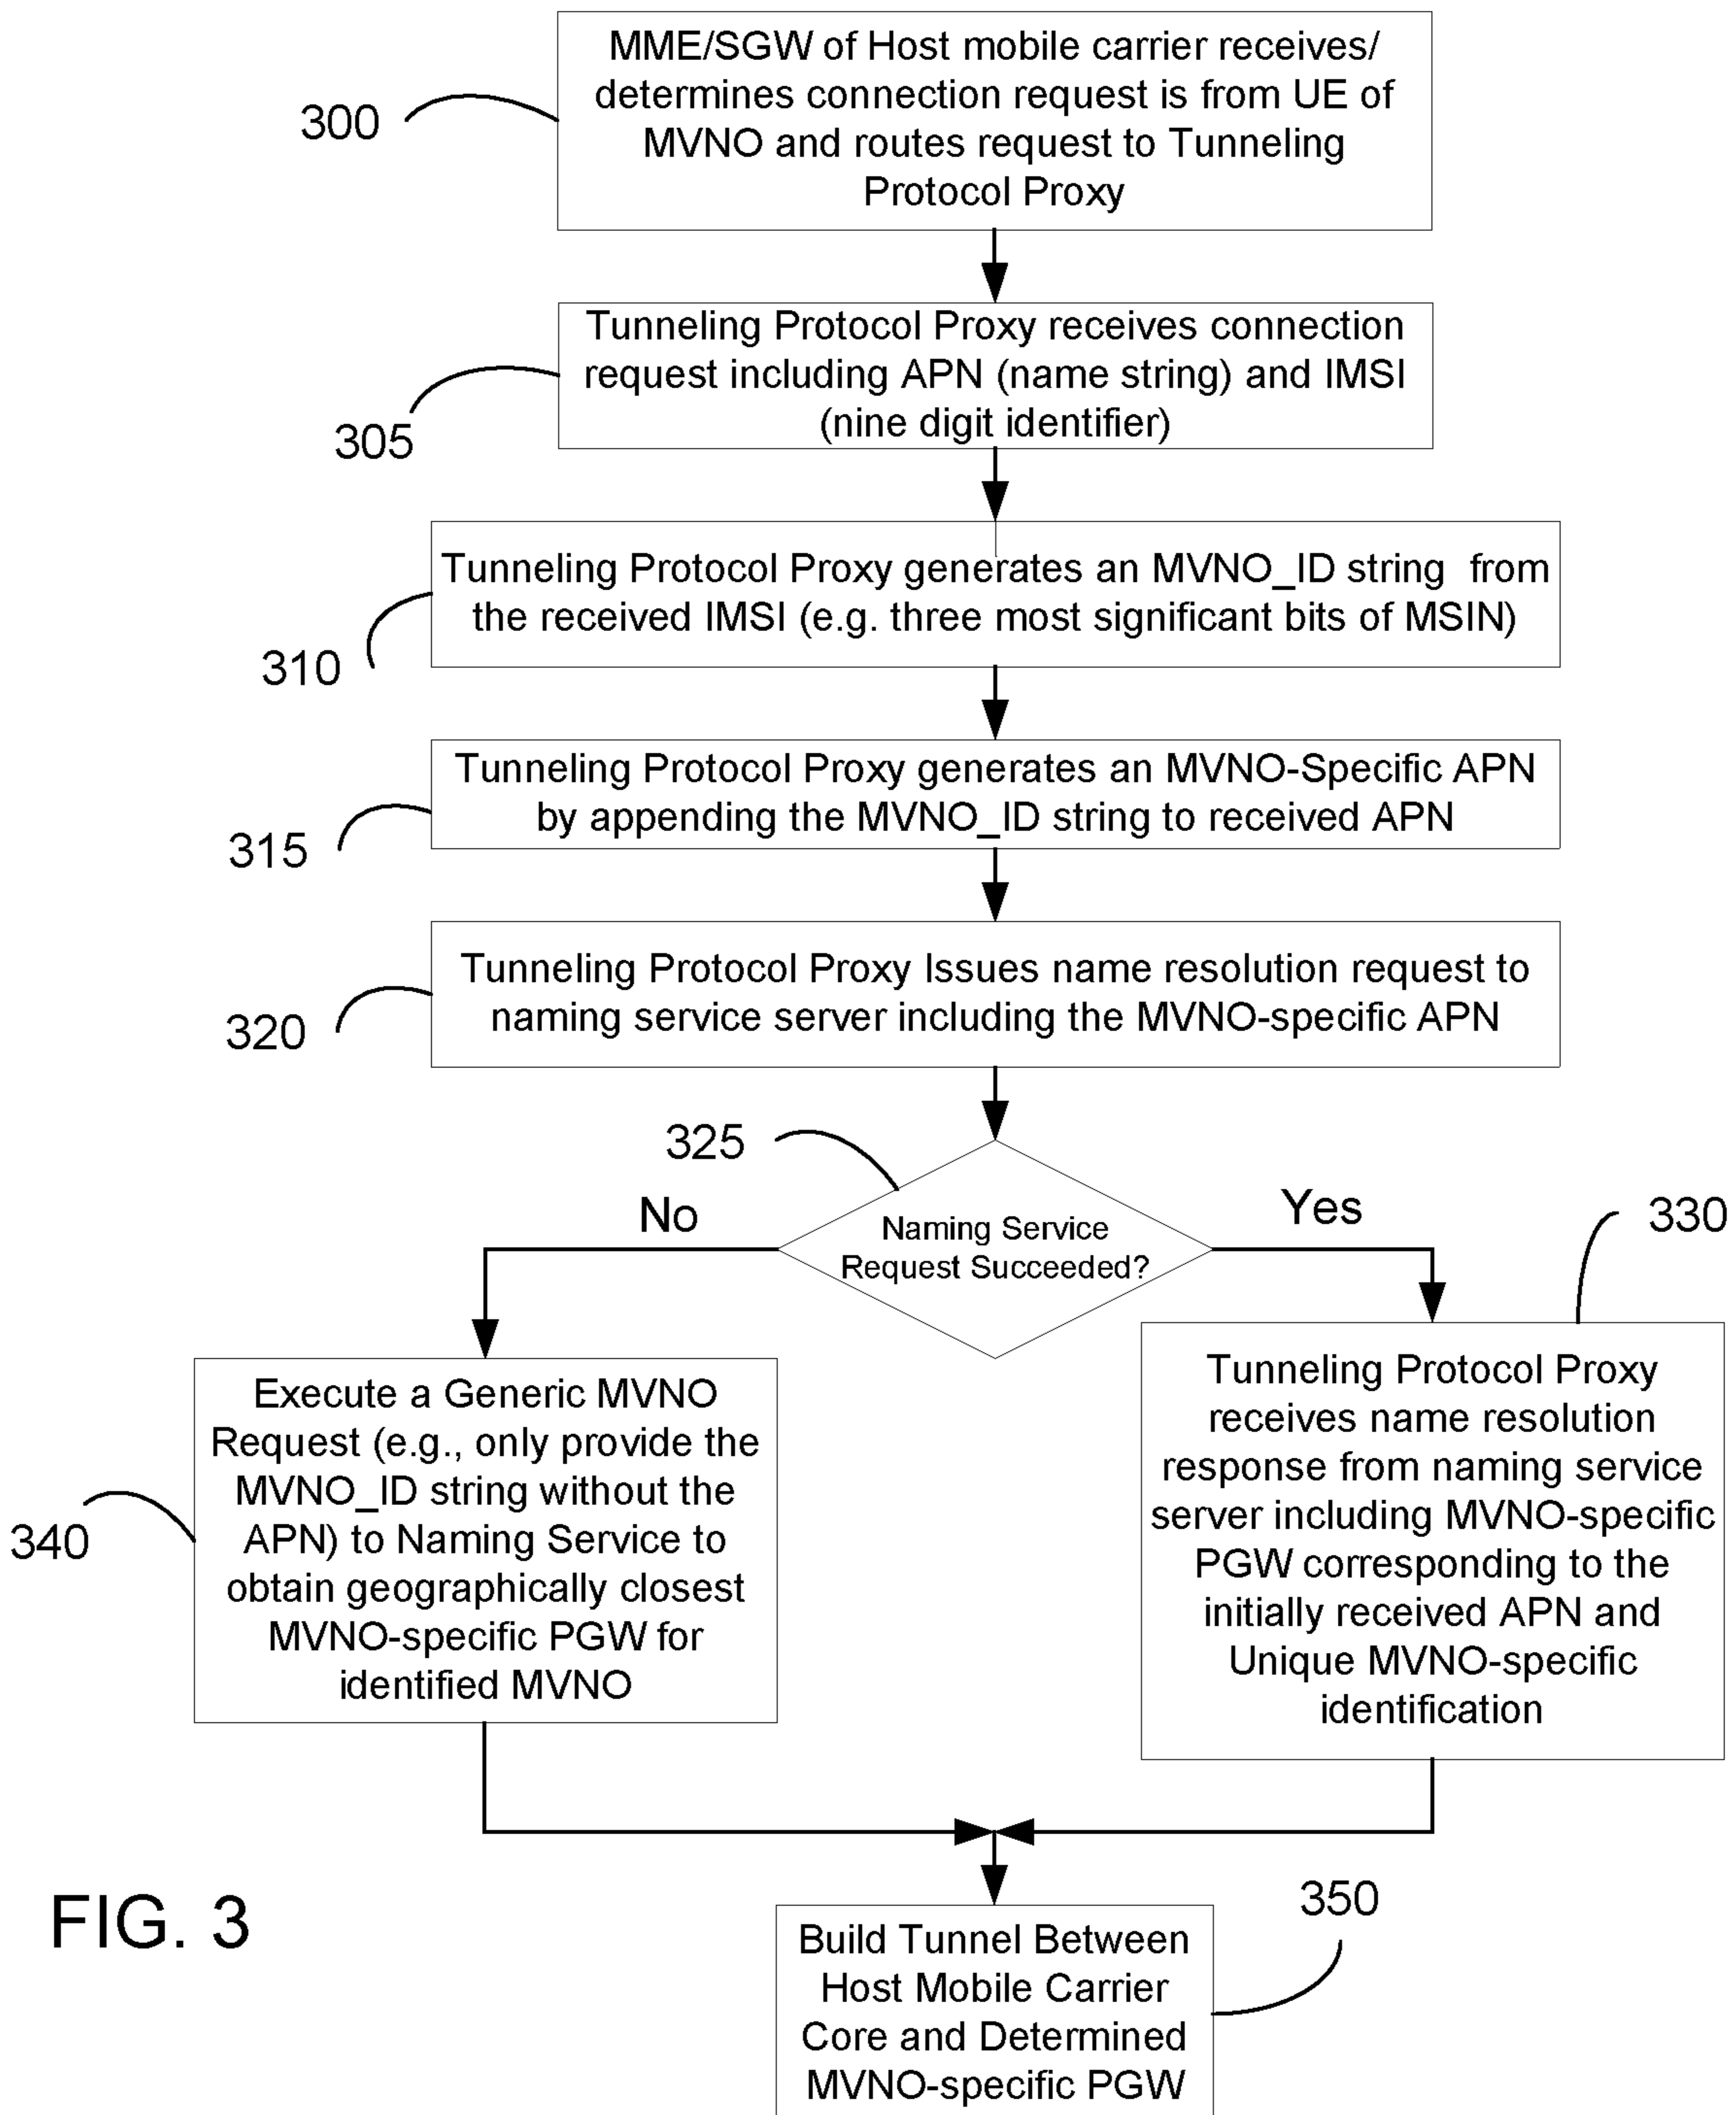 MME/SGW of Host mobile carrier receives/
determines connection request is from UE of
MVNO and routes request to Tunneling
Protocol Proxy
300
Tunneling Protocol Proxy receives connection
request including APN (name string) and IMSI
(nine digit identifier)
305
Tunneling Protocol Proxy generates an MVNO_ID string  from
the received IMSI (e.g. three most significant bits of MSIN)
310
Tunneling Protocol Proxy generates an MVNO-Specific APN
by appending the MVNO_ID string to received APN
315
Tunneling Protocol Proxy Issues name resolution request to
naming service server including the MVNO-specific APN
320
325
Naming Service
Request Succeeded?
No
Yes
330
Execute a Generic MVNO
Request (e.g., only provide the
MVNO_ID string without the
APN) to Naming Service to
obtain geographically closest
MVNO-specific PGW for
identified MVNO
340
Tunneling Protocol Proxy
receives name resolution
response from naming service
server including MVNO-specific
PGW corresponding to the
initially received APN and
Unique MVNO-specific
identification
350
Build Tunnel Between
Host Mobile Carrier
Core and Determined
MVNO-specific PGW
FIG. 3